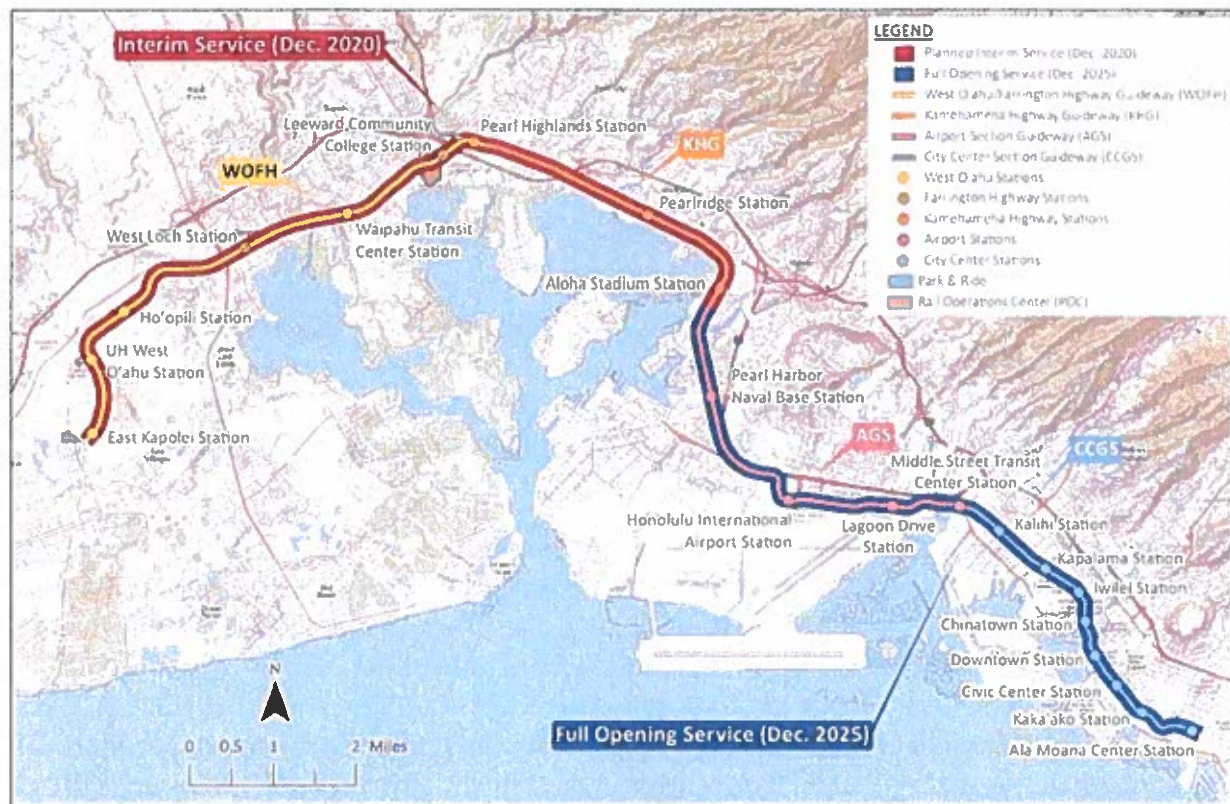 Interim Service (Dec. 2020)
LEGEND
Planned Interim Service (Dec. 2020)
Full Opening Service (Dec. 2025)
West O'ahu/Farrington Highway Guideway (WOFH)
Kamehameha Highway Guideway (KHG)
Airport Section Guideway (AGS)
City Center Section Guideway (CCGS)
West O'ahu Stations
Farrington Highway Stations
Kamehameha Highway Stations
Airport Stations
City Center Stations
Park & Ride
Rail Operations Center (ROC)
Leeward Community
College Station
Pearl Highlands Station
KHG
WOFH
Pearlridge Station
West Loch Station
Waipahu Transit
Center Station
Aloha Stadium Station
Ho'opili Station
UH West
O'ahu Station
Pearl Harbor
Naval Base Station
East Kapolei Station
AGS
CCGS
Middle Street Transit
Center Station
Honolulu International
Airport Station
Lagoon Drive
Station
Kalihi Station
Kapalama Station
Iwilei Station
Chinatown Station
Downtown Station
Civic Center Station
Kaka'ako Station
Ala Moana Center Station
Full Opening Service (Dec. 2025)
N
0 0.5 1 2 Miles